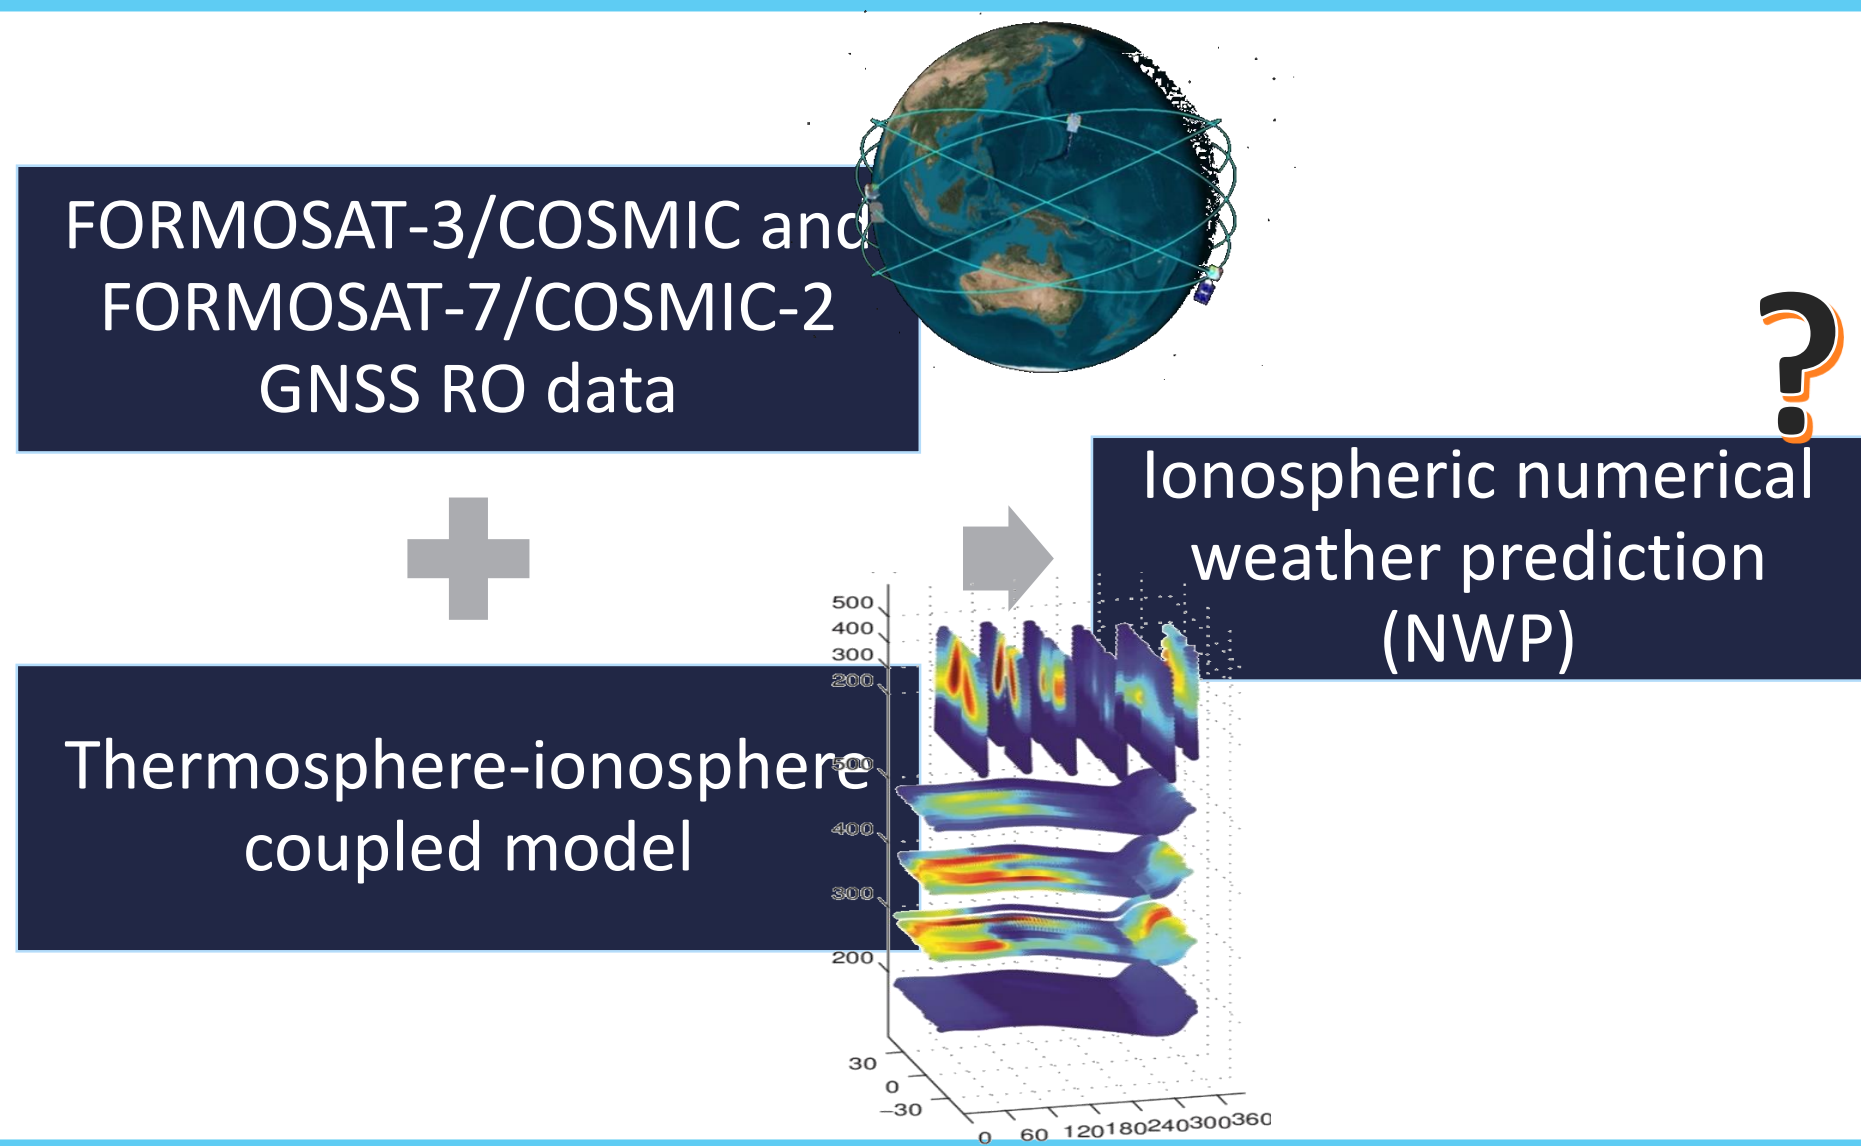 FORMOSAT-3/COSMIC and
FORMOSAT-7/COSMIC-2
GNSS RO data
?
Ionospheric numerical
weather prediction
(NWP)
Thermosphere-ionosphere
coupled model
500
400
300
200
500
400
300
200
30
0
−30
0 60 120 180 240 300 360